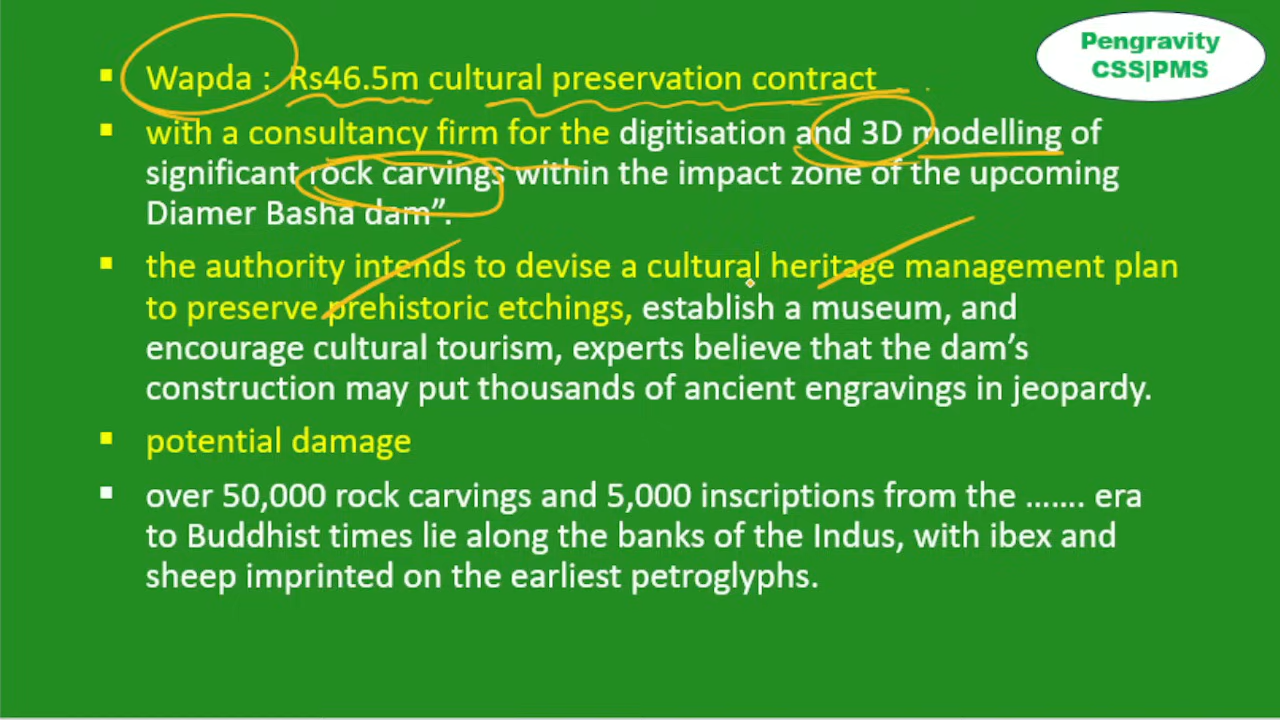 Pengravity
CSS|PMS
▪ Wapda : Rs46.5m cultural preservation contract
▪ with a consultancy firm for the digitisation and 3D modelling of
significant rock carvings within the impact zone of the upcoming
Diamer Basha dam”.
▪ the authority intends to devise a cultural heritage management plan
to preserve prehistoric etchings, establish a museum, and
encourage cultural tourism, experts believe that the dam’s
construction may put thousands of ancient engravings in jeopardy.
▪ potential damage
▪ over 50,000 rock carvings and 5,000 inscriptions from the ……. era
to Buddhist times lie along the banks of the Indus, with ibex and
sheep imprinted on the earliest petroglyphs.